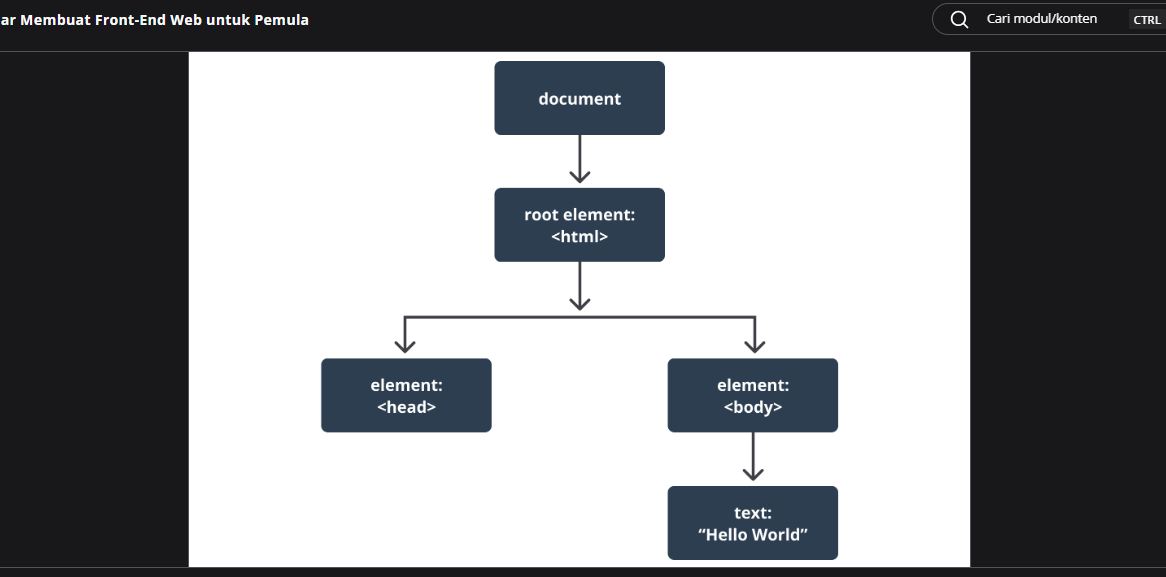 ar Membuat Front-End Web untuk Pemula
Cari modul/konten
CTRL
document
root element:
<html>
element:
<head>
element:
<body>
text:
“Hello World”